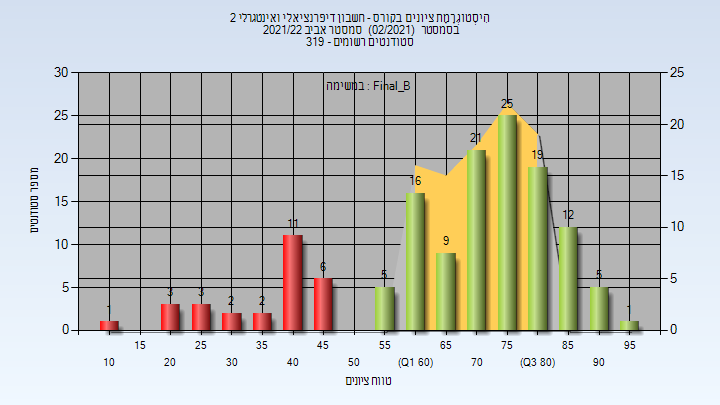 הִיסְטוֹגְרָמַת ציונים בקורס - חשבון דיפרנציאלי ואינטגרלי 2
בסמסטר (02/2021) סמסטר אביב 2021/22
סטודנטים רשומים - 319
במשימה : Final_B
מספר סטודנטים
30 25 20 15 10 5 0
25 20 15 10 5 0
1 3 3 2 2 11 6 5 16 9 21 25 19 12 5 1
15 25 35 45 55 65 75 85 95
10 20 30 40 50 (Q1 60) 70 (Q3 80) 90
טווח ציונים